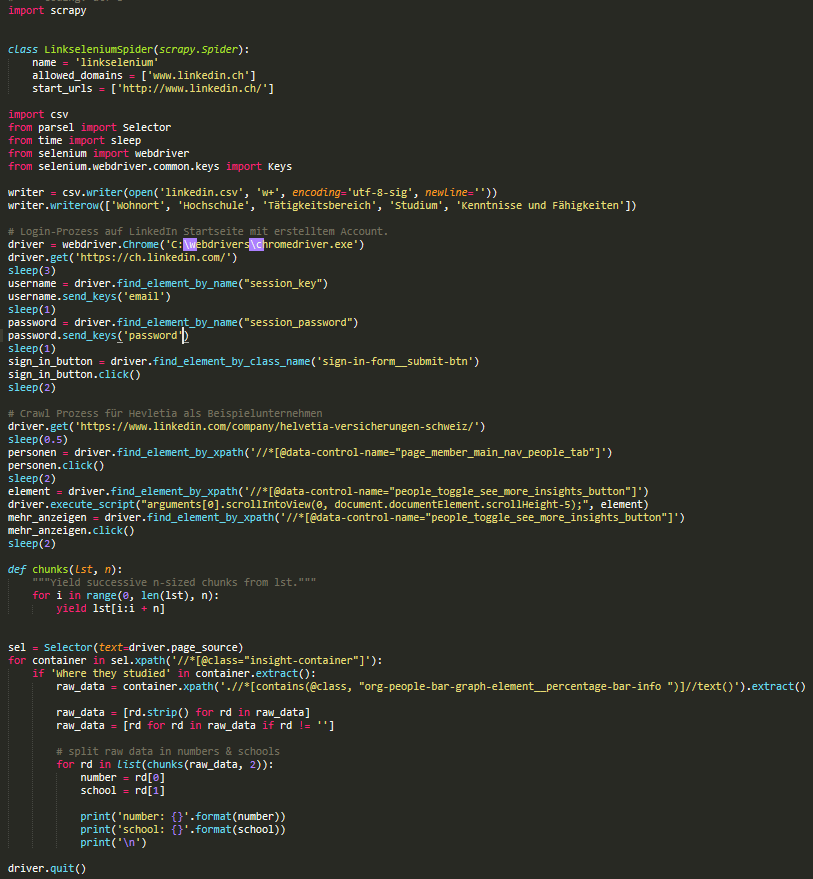 import scrapy
class LinkseleniumSpider(scrapy.Spider):
    name = 'linkselenium'
    allowed_domains = ['www.linkedin.ch']
    start_urls = ['http://www.linkedin.ch/']
import csv
from parsel import Selector
from time import sleep
from selenium import webdriver
from selenium.webdriver.common.keys import Keys
writer = csv.writer(open('linkedin.csv', 'w+', encoding='utf-8-sig', newline=''))
writer.writerow(['Wohnort', 'Hochschule', 'Tätigkeitsbereich', 'Studium', 'Kenntnisse und Fähigkeiten'])
# Login-Prozess auf LinkedIn Startseite mit erstelltem Account.
driver = webdriver.Chrome('C:\webdrivers\chromedriver.exe')
driver.get('https://ch.linkedin.com/')
sleep(3)
username = driver.find_element_by_name("session_key")
username.send_keys('email')
sleep(1)
password = driver.find_element_by_name("session_password")
password.send_keys('password')
sleep(1)
sign_in_button = driver.find_element_by_class_name('sign-in-form__submit-btn')
sign_in_button.click()
sleep(2)
# Crawl Prozess für Hevletia als Beispielunternehmen
driver.get('https://www.linkedin.com/company/helvetia-versicherungen-schweiz/')
sleep(0.5)
personen = driver.find_element_by_xpath('//*[@data-control-name="page_member_main_nav_people_tab"]')
personen.click()
sleep(2)
element = driver.find_element_by_xpath('//*[@data-control-name="people_toggle_see_more_insights_button"]')
driver.execute_script("arguments[0].scrollIntoView(0, document.documentElement.scrollHeight-5);", element)
mehr_anzeigen = driver.find_element_by_xpath('//*[@data-control-name="people_toggle_see_more_insights_button"]')
mehr_anzeigen.click()
sleep(2)
def chunks(lst, n):
    """Yield successive n-sized chunks from lst."""
    for i in range(0, len(lst), n):
        yield lst[i:i + n]
sel = Selector(text=driver.page_source)
for container in sel.xpath('//*[@class="insight-container"]'):
    if 'Where they studied' in container.extract():
        raw_data = container.xpath('.//*[contains(@class, "org-people-bar-graph-element__percentage-bar-info ")]//text()').extract()
        raw_data = [rd.strip() for rd in raw_data]
        raw_data = [rd for rd in raw_data if rd != '']
        # split raw data in numbers & schools
        for rd in list(chunks(raw_data, 2)):
            number = rd[0]
            school = rd[1]
            print('number: {}'.format(number))
            print('school: {}'.format(school))
            print('\n')
driver.quit()